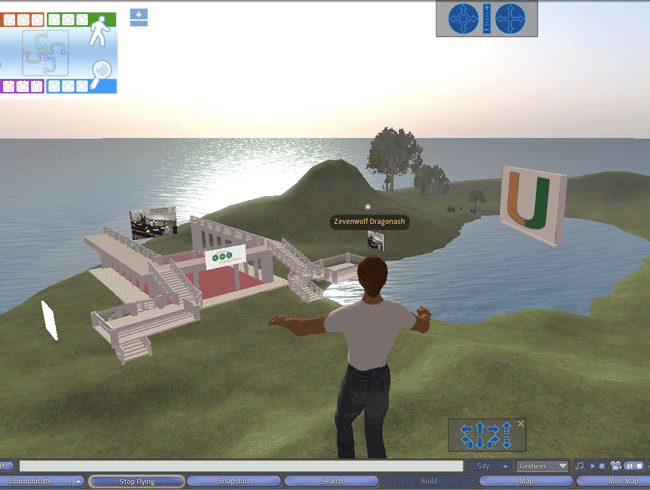 Zevenwolf Dragonash
U
Say
Gestures
Communicate
Stop Flying
Snapshot
Search
Build
Map
Mini-Map